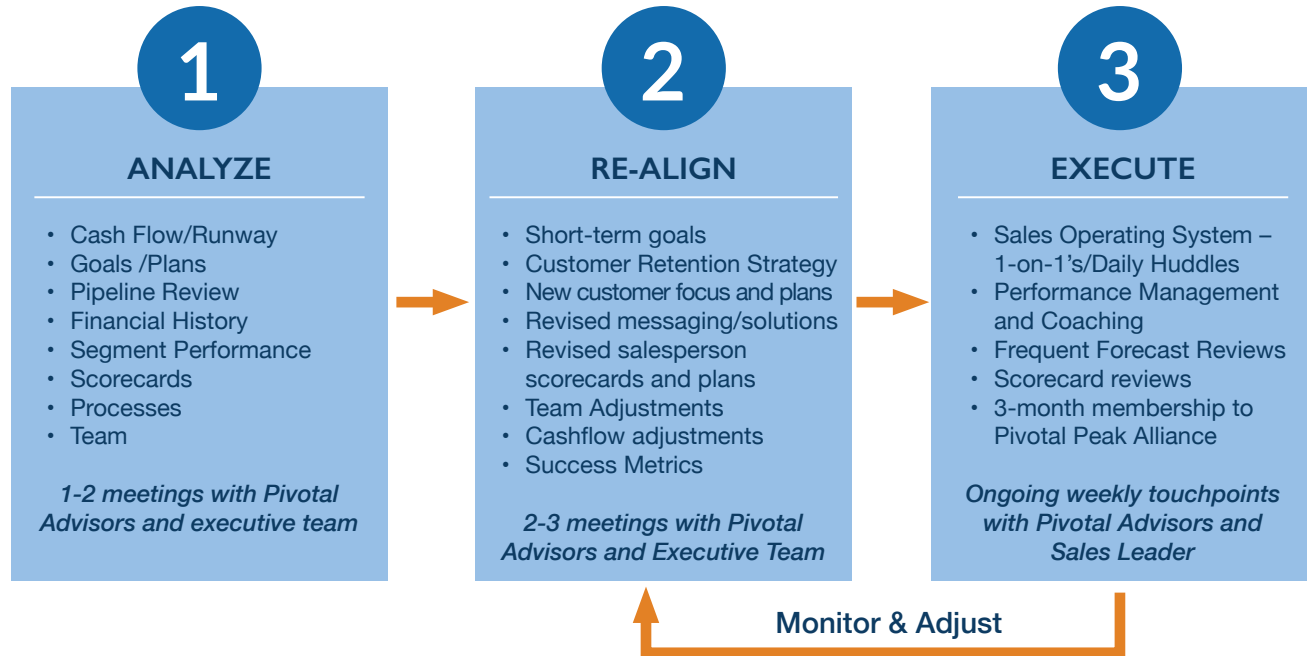 1
ANALYZE
• Cash Flow/Runway
• Goals /Plans
• Pipeline Review
• Financial History
• Segment Performance
• Scorecards
• Processes
• Team
1-2 meetings with Pivotal
Advisors and executive team
2
RE-ALIGN
• Short-term goals
• Customer Retention Strategy
• New customer focus and plans
• Revised messaging/solutions
• Revised salesperson
scorecards and plans
• Team Adjustments
• Cashflow adjustments
• Success Metrics
2-3 meetings with Pivotal
Advisors and Executive Team
3
EXECUTE
• Sales Operating System –
1-on-1’s/Daily Huddles
• Performance Management
and Coaching
• Frequent Forecast Reviews
• Scorecard reviews
• 3-month membership to
Pivotal Peak Alliance
Ongoing weekly touchpoints
with Pivotal Advisors and
Sales Leader
Monitor & Adjust